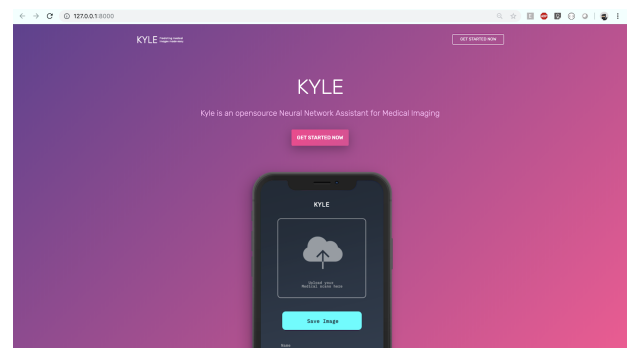 127.0.0.1:8000
KYLE
GET STARTED NOW
KYLE
Kyle is an opensource Neural Network Assistant for Medical Imaging
GET STARTED NOW
KYLE
Upload your
Medical scans here
Save Image
Name